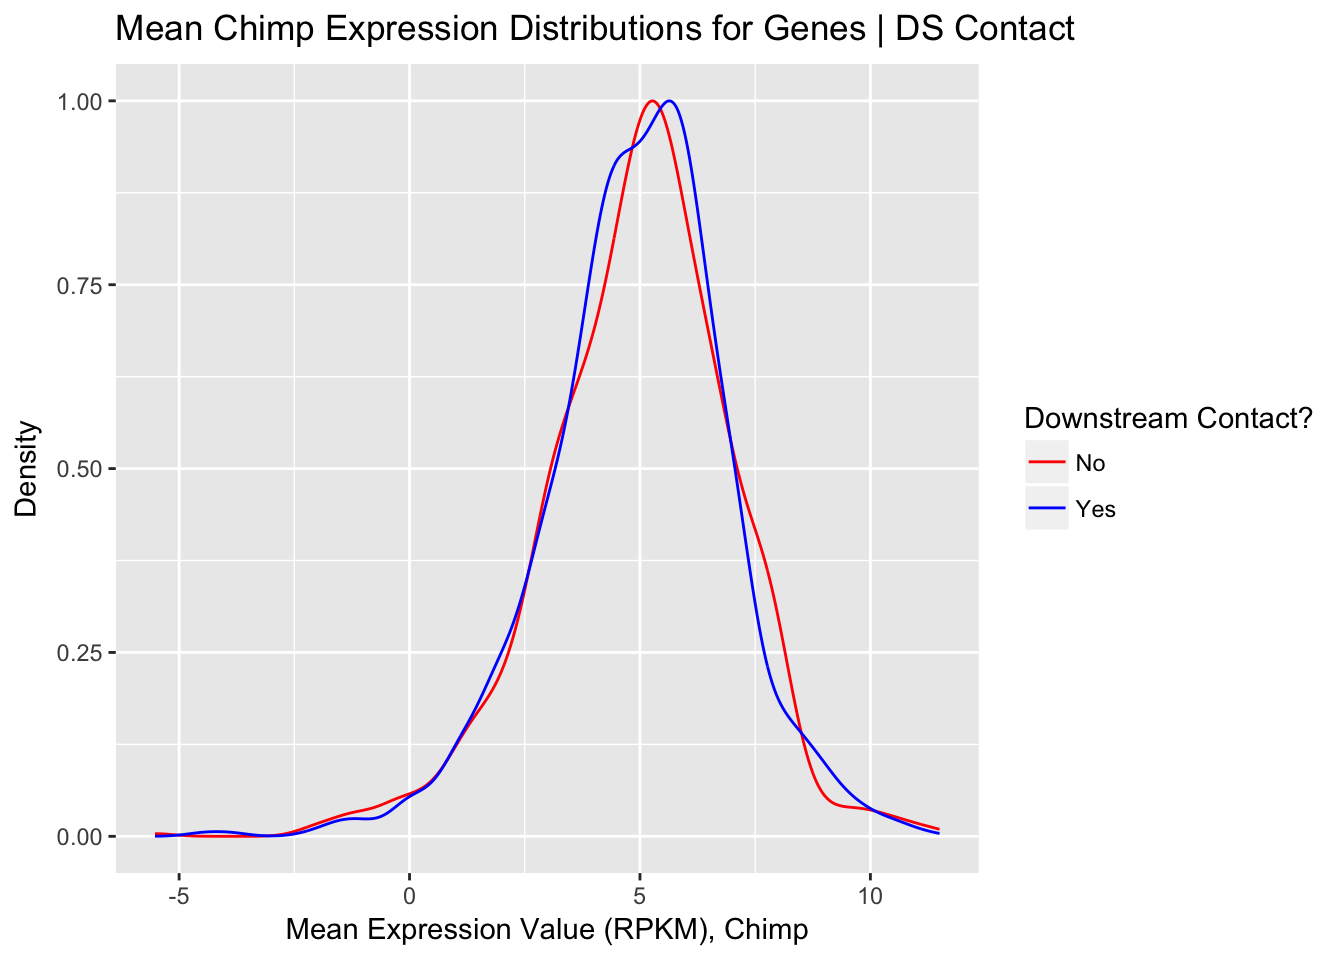 Mean Chimp Expression Distributions for Genes | DS Contact
1.00
0.75
0.50
0.25
0.00
Density
-5
0
5
10
Mean Expression Value (RPKM), Chimp
Downstream Contact?
No
Yes